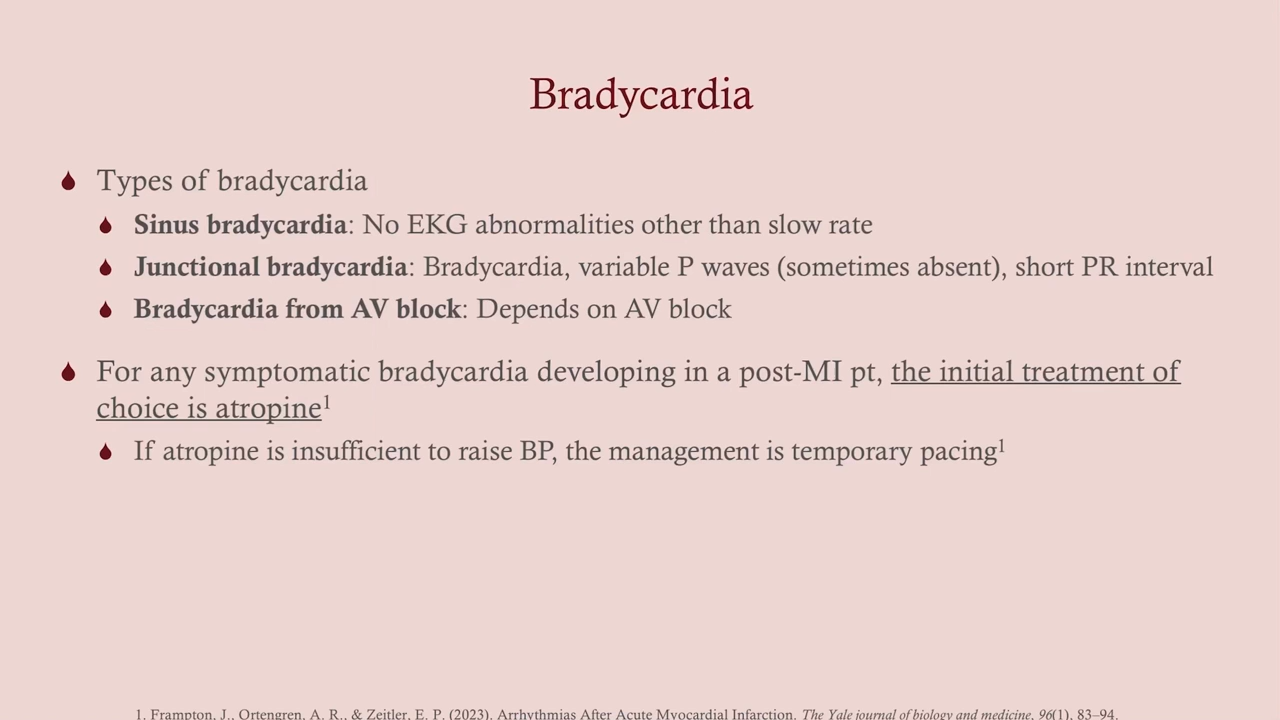 Bradycardia
Types of bradycardia
Sinus bradycardia: No EKG abnormalities other than slow rate
Junctional bradycardia: Bradycardia, variable P waves (sometimes absent), short PR interval
Bradycardia from AV block: Depends on AV block
For any symptomatic bradycardia developing in a post-MI pt, the initial treatment of
choice is atropine¹
If atropine is insufficient to raise BP, the management is temporary pacing¹
1. Frampton, J., Ortengren, A. R., & Zeitler, E. P. (2023). Arrhythmias After Acute Myocardial Infarction. The Yale journal of biology and medicine, 96(1), 83–94.